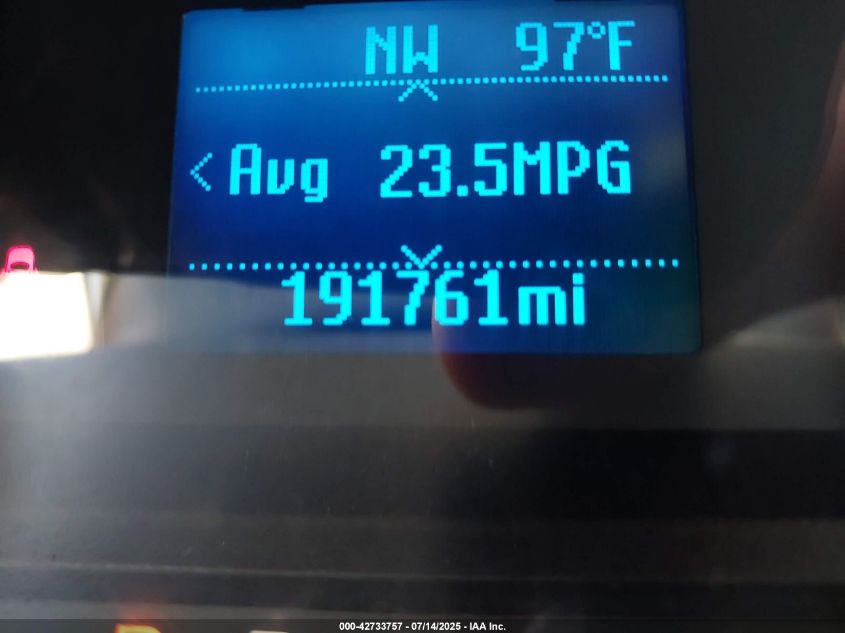 NW 97°F
Avg 23.5MPG
191761mi
000-42733757 - 07/14/2025 - IAA Inc.